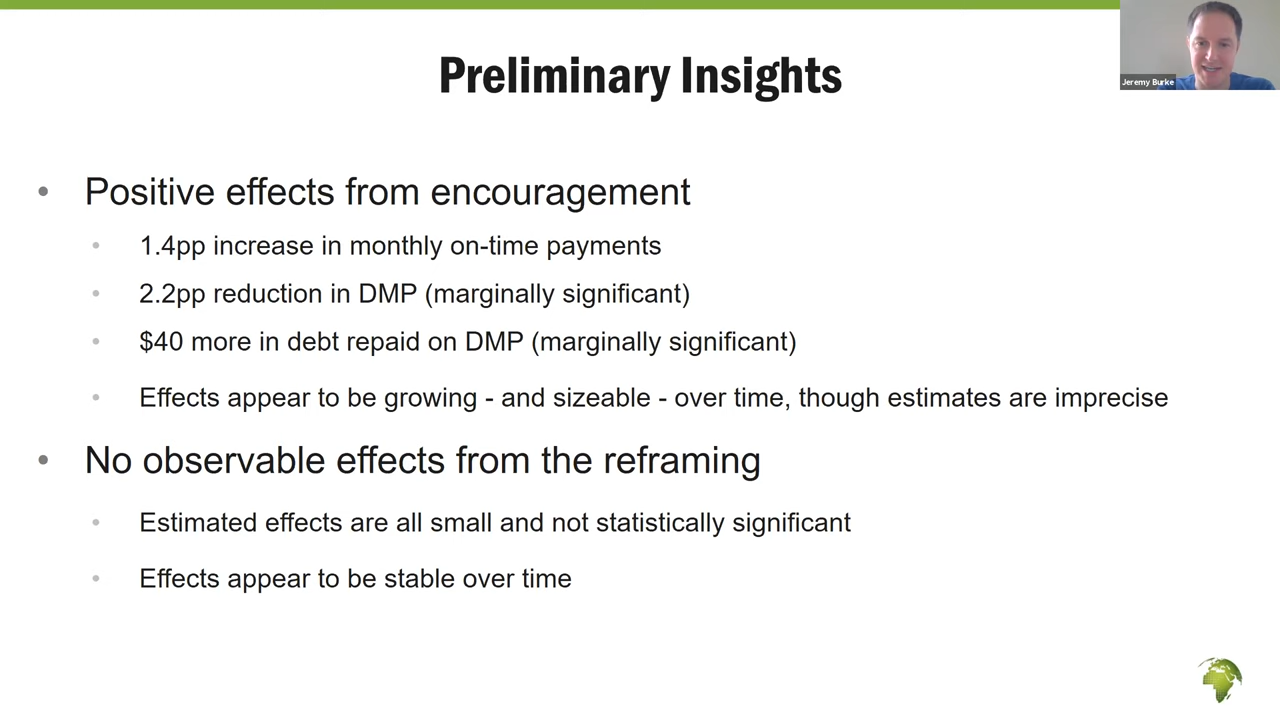 Preliminary Insights
Jeremy Burke
• Positive effects from encouragement
• 1.4pp increase in monthly on-time payments
• 2.2pp reduction in DMP (marginally significant)
• $40 more in debt repaid on DMP (marginally significant)
• Effects appear to be growing - and sizeable - over time, though estimates are imprecise
• No observable effects from the reframing
• Estimated effects are all small and not statistically significant
• Effects appear to be stable over time